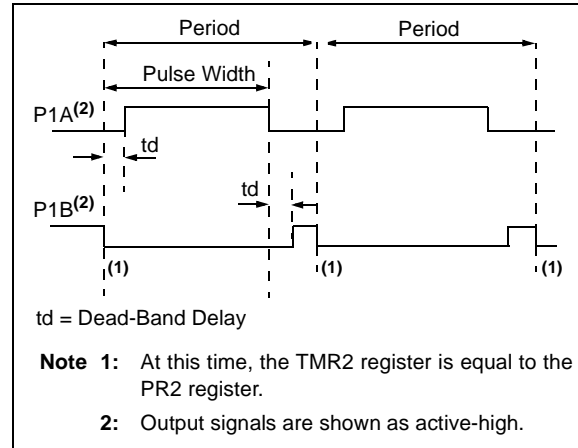 Period Period
Pulse Width
P1A(2)
td
td
P1B(2)
(1) (1) (1)
td = Dead-Band Delay
Note 1: At this time, the TMR2 register is equal to the
PR2 register.
2: Output signals are shown as active-high.